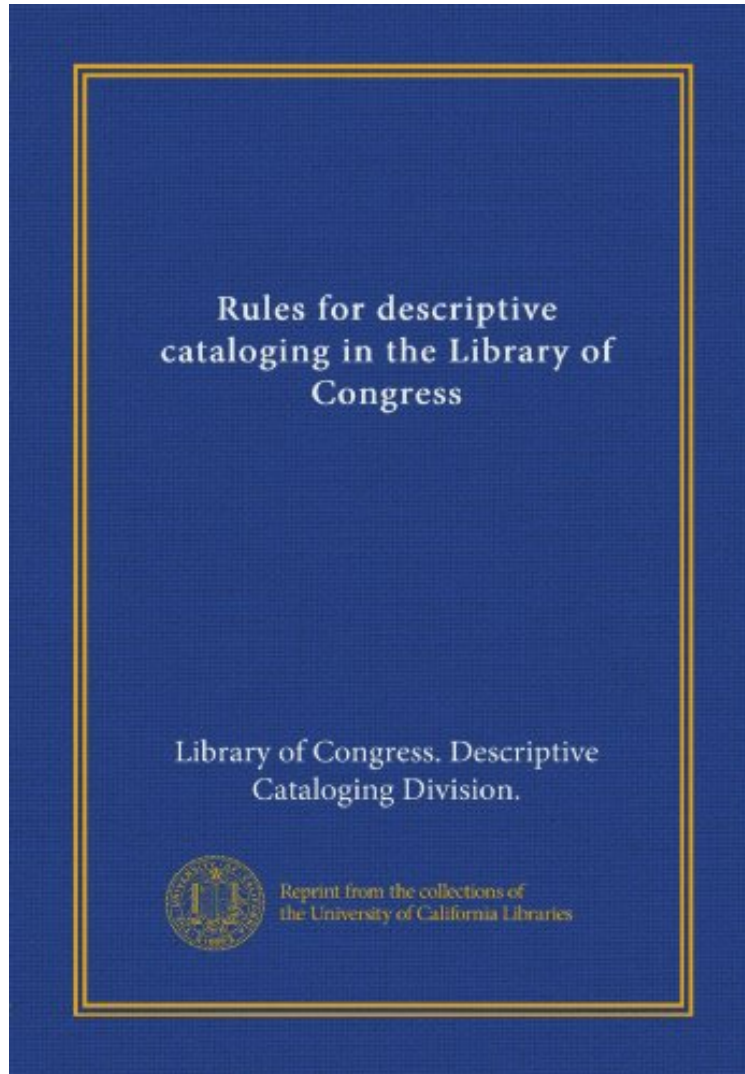 Rules for descriptive
cataloging in the Library of
Congress
Library of Congress. Descriptive
Cataloging Division.
Reprint from the collections of
the University of California Libraries